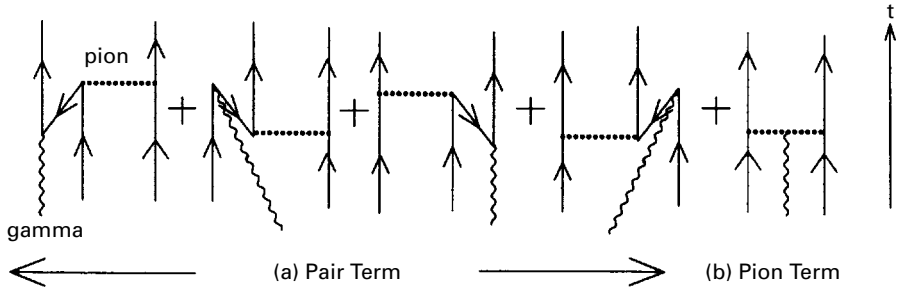 t
pion
+ + + +
gamma
(a) Pair Term
(b) Pion Term